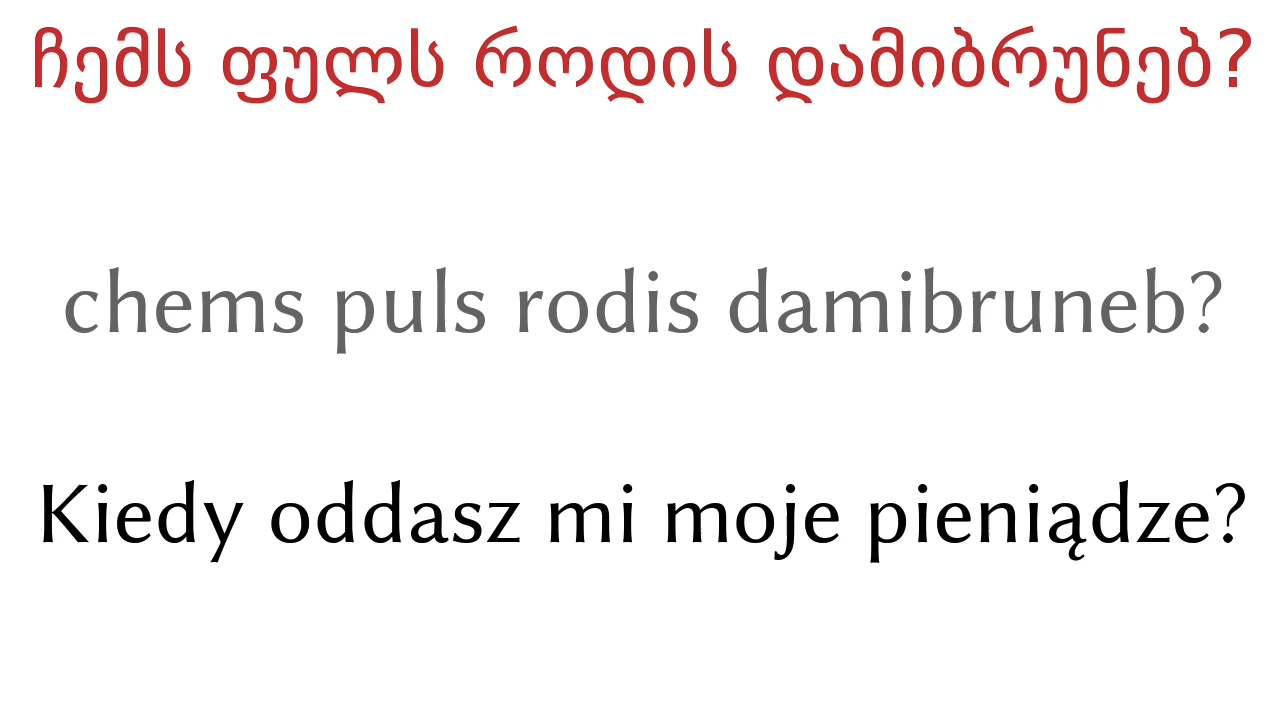 ჩემს ფულს როდის დამიბრუნებ?
chems puls rodis damibruneb?
Kiedy oddasz mi moje pieniądze?